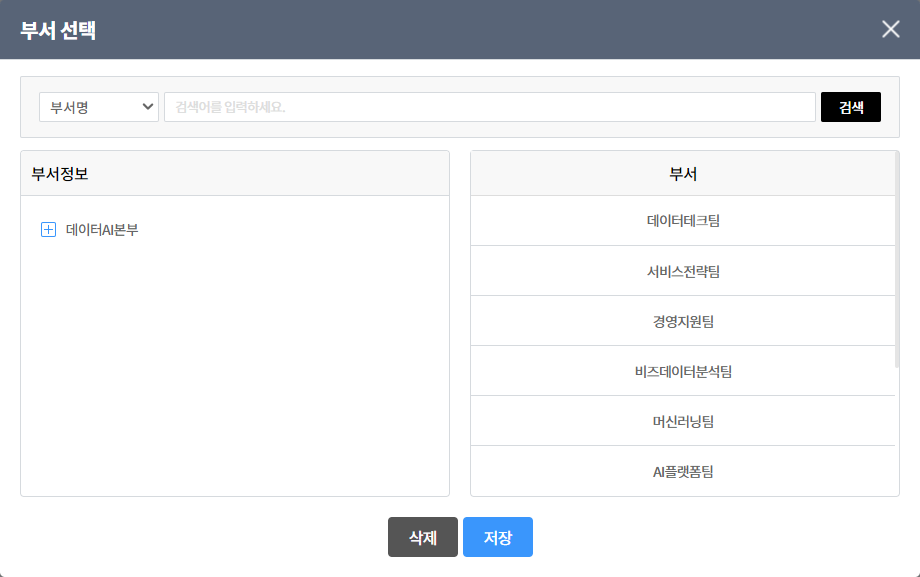 부서 선택
부서명
검색어를 입력하세요.
검색
부서정보
데이터AI본부
부서
데이터테크팀
서비스전략팀
경영지원팀
비즈데이터분석팀
머신러닝팀
AI플랫폼팀
삭제
저장